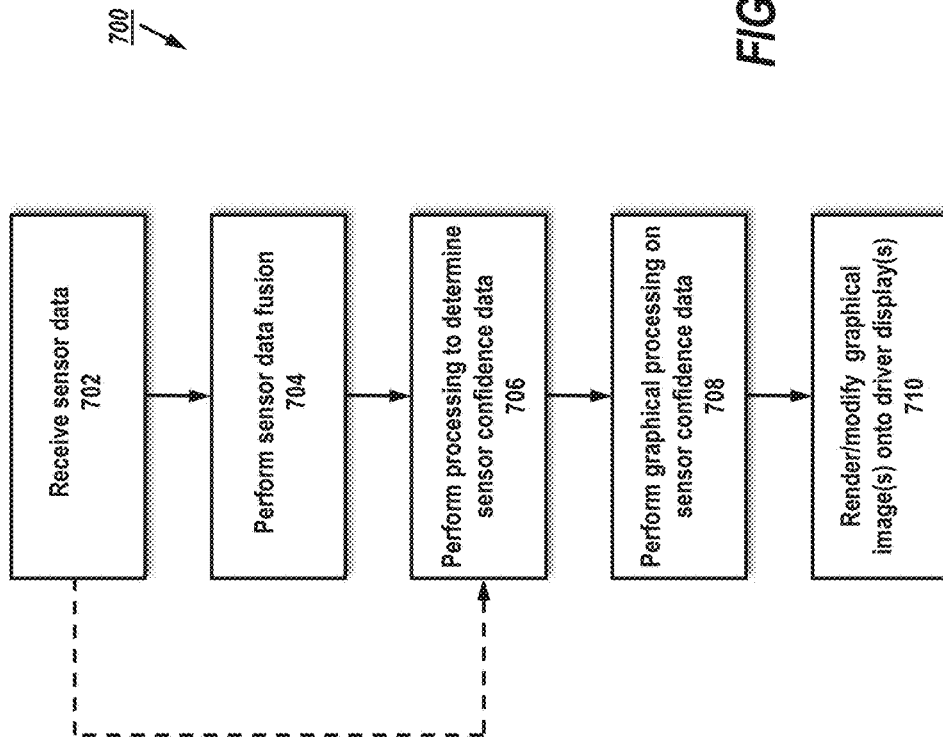 700
Receive sensor data
702
Perform sensor data fusion
704
Perform processing to determine
sensor confidence data
706
Perform graphical processing on
sensor confidence data
708
Render/modify graphical
image(s) onto driver display(s)
710
FIG